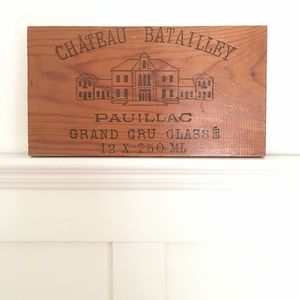 CHÂTEAU BATAILLEY
PAUILLAC
GRAND CRU CLASSÉ
12 X 750 ML